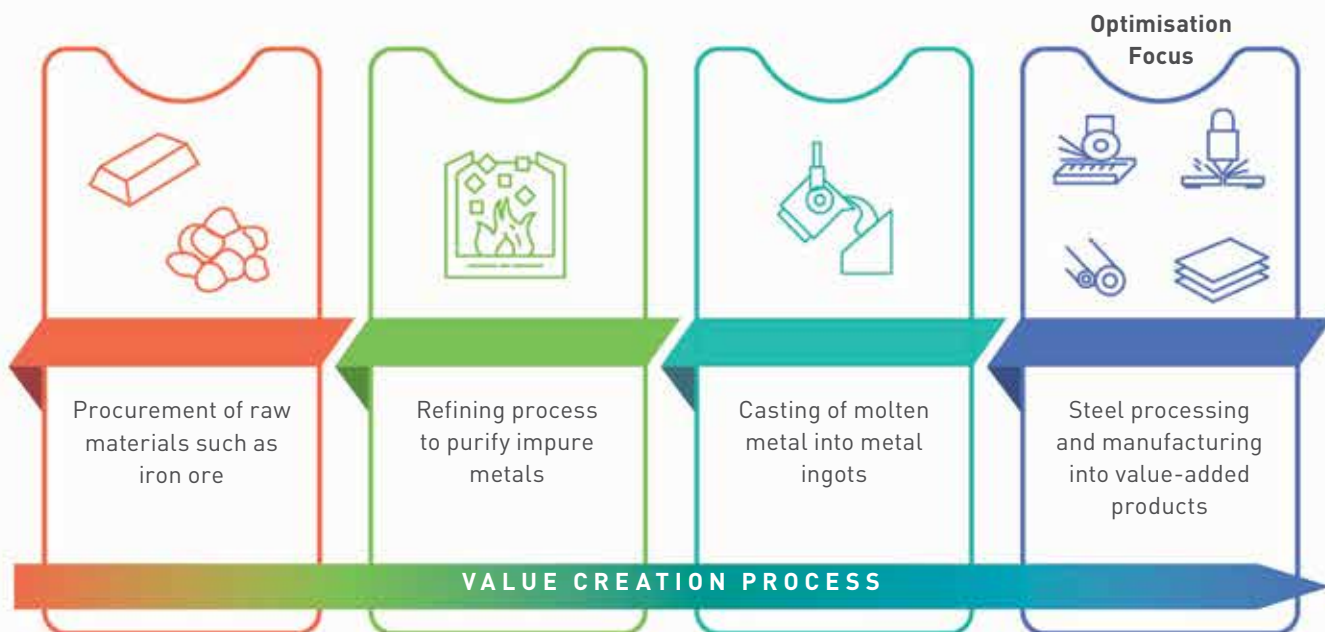 Optimisation
Focus
Procurement of raw
materials such as
iron ore
Refining process
to purify impure
metals
Casting of molten
metal into metal
ingots
Steel processing
and manufacturing
into value-added
products
VALUE CREATION PROCESS